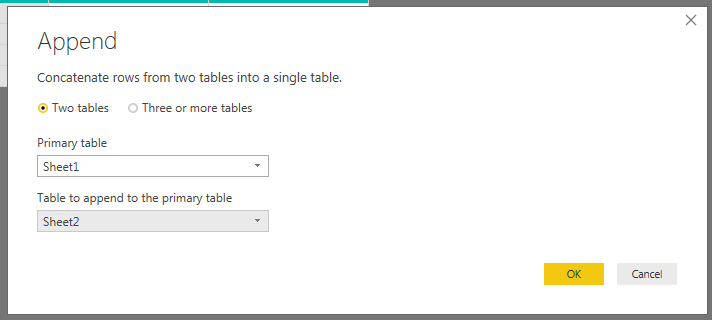 Append
Concatenate rows from two tables into a single table.
Two tables Three or more tables
Primary table
Sheet1
Table to append to the primary table
Sheet2
OK Cancel